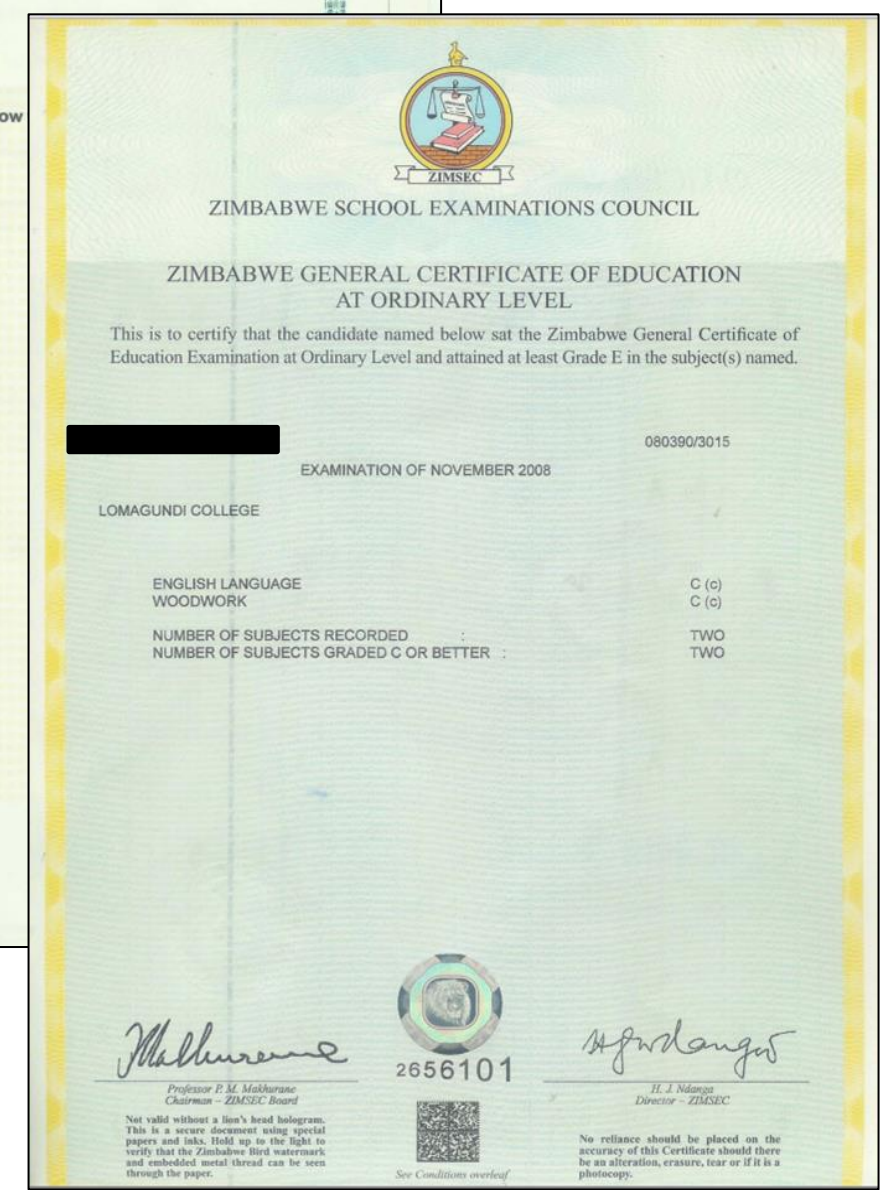 ow
ZIMSEC
ZIMBABWE SCHOOL EXAMINATIONS COUNCIL
ZIMBABWE GENERAL CERTIFICATE OF EDUCATION
AT ORDINARY LEVEL
This is to certify that the candidate named below sat the Zimbabwe General Certificate of
Education Examination at Ordinary Level and attained at least Grade E in the subject(s) named.
080390/3015
EXAMINATION OF NOVEMBER 2008
LOMAGUNDI COLLEGE
ENGLISH LANGUAGE C (c)
WOODWORK C (c)
NUMBER OF SUBJECTS RECORDED : TWO
NUMBER OF SUBJECTS GRADED C OR BETTER : TWO
2656101
Professor P. M. Makhurane
Chairman – ZIMSEC Board
H. J. Ndanga
Director – ZIMSEC
Not valid without a lion's head hologram.
This is a secure document using special
papers and inks. Hold up to the light to
verify that the Zimbabwe Bird watermark
and embedded metal thread can be seen
through the paper.
See Conditions overleaf
No reliance should be placed on the
accuracy of this Certificate should there
be an alteration, erasure, tear or if it is a
photocopy.